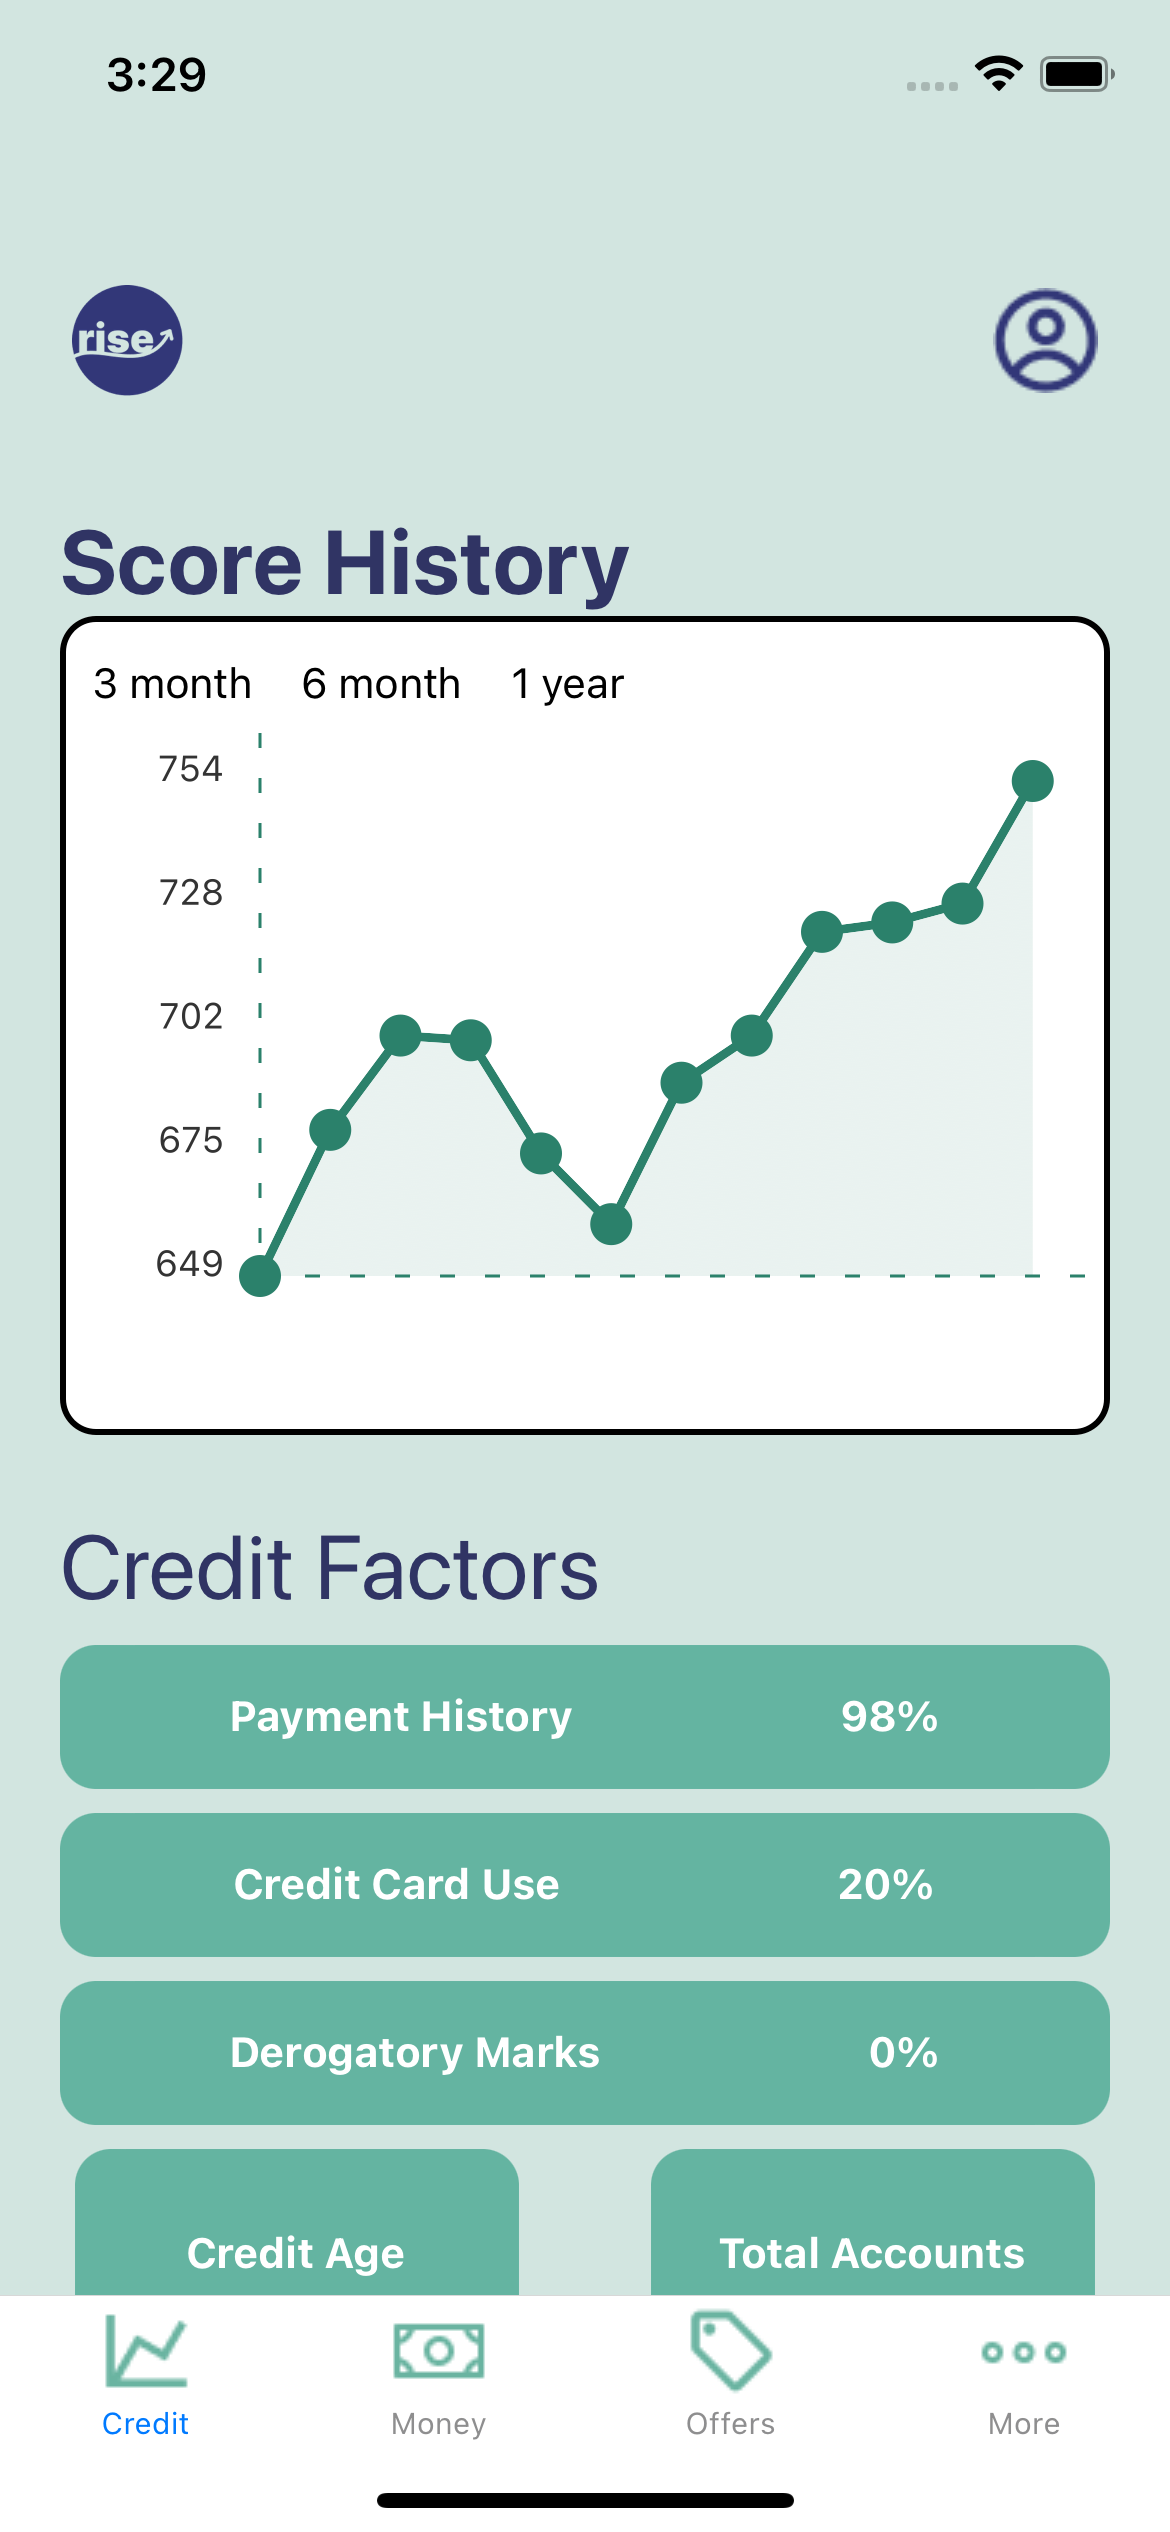 3:29
rise
Score History
3 month 6 month 1 year
754
728
702
675
649
Credit Factors
Payment History 98%
Credit Card Use 20%
Derogatory Marks 0%
Credit Age Total Accounts
Credit Money Offers More